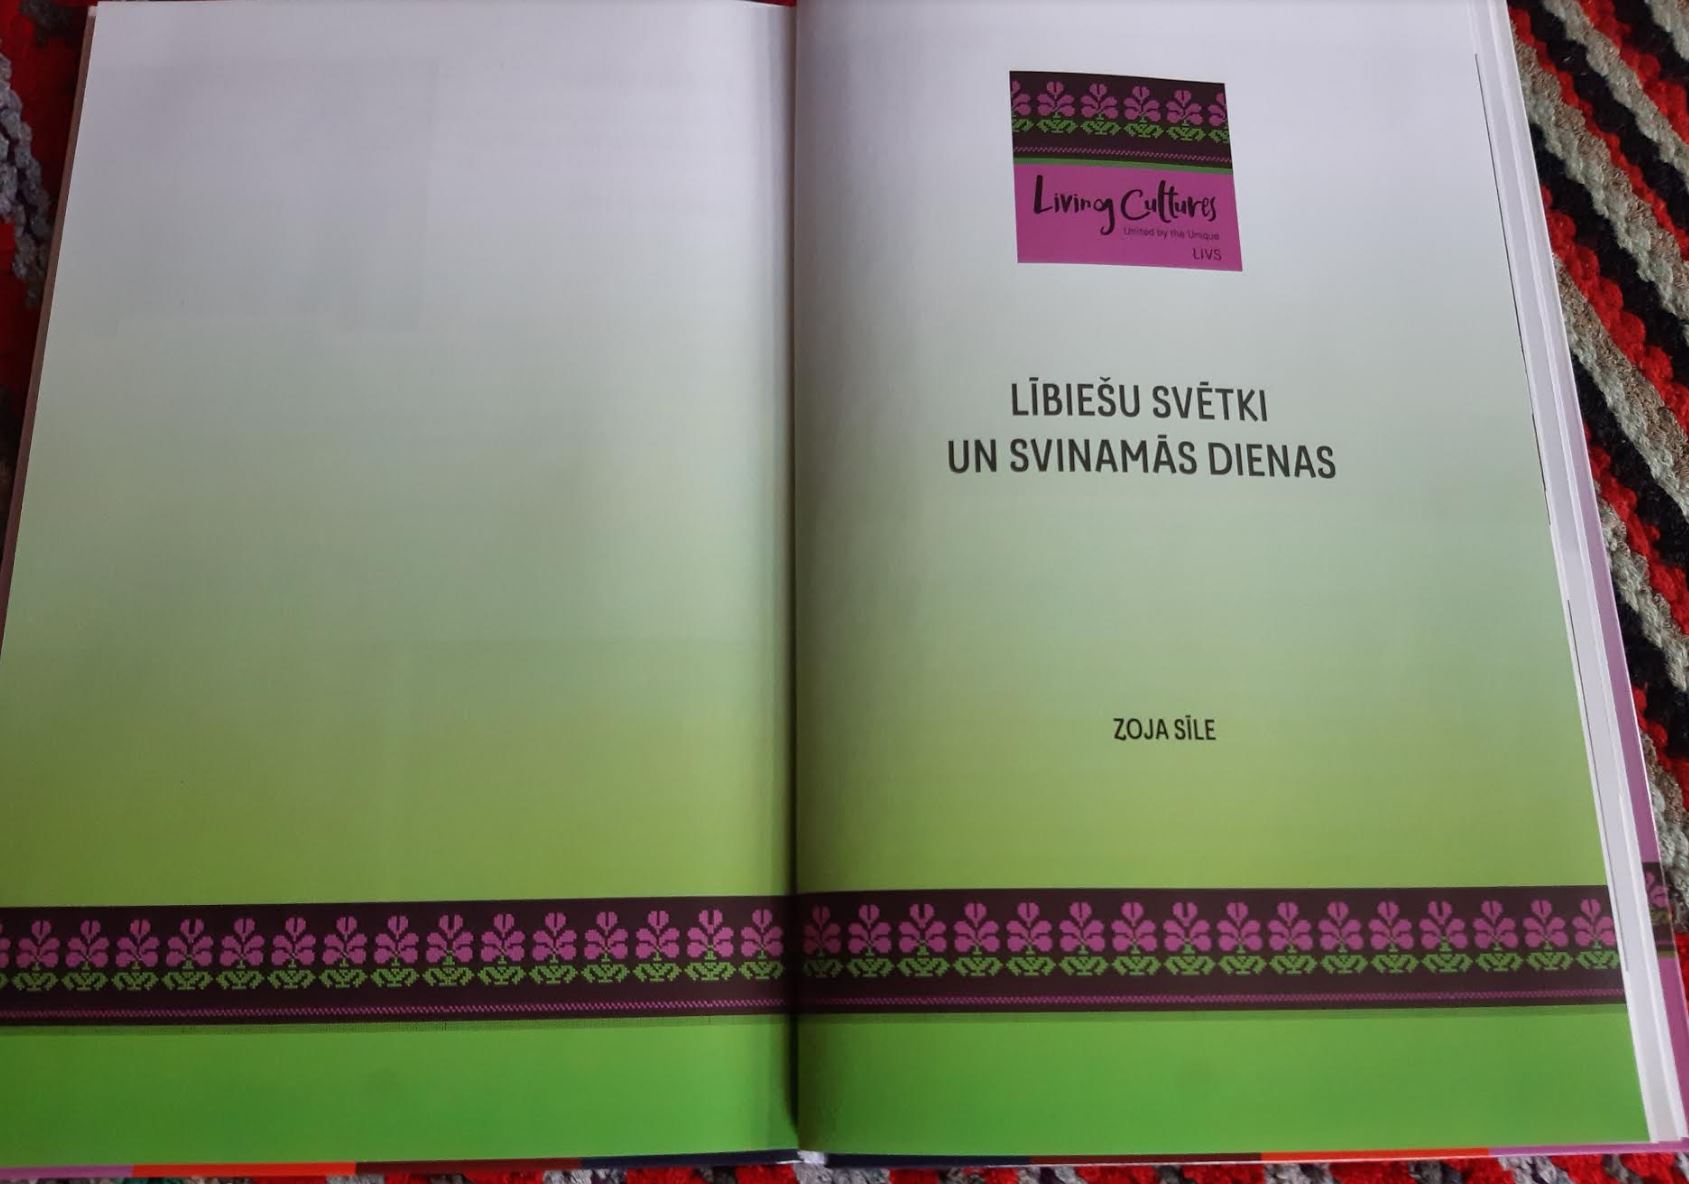 Living Cultures
United by the Unique
LIVS
LĪBIEŠU SVĒTKI
UN SVINAMĀS DIENAS
ZOJA SĪLE